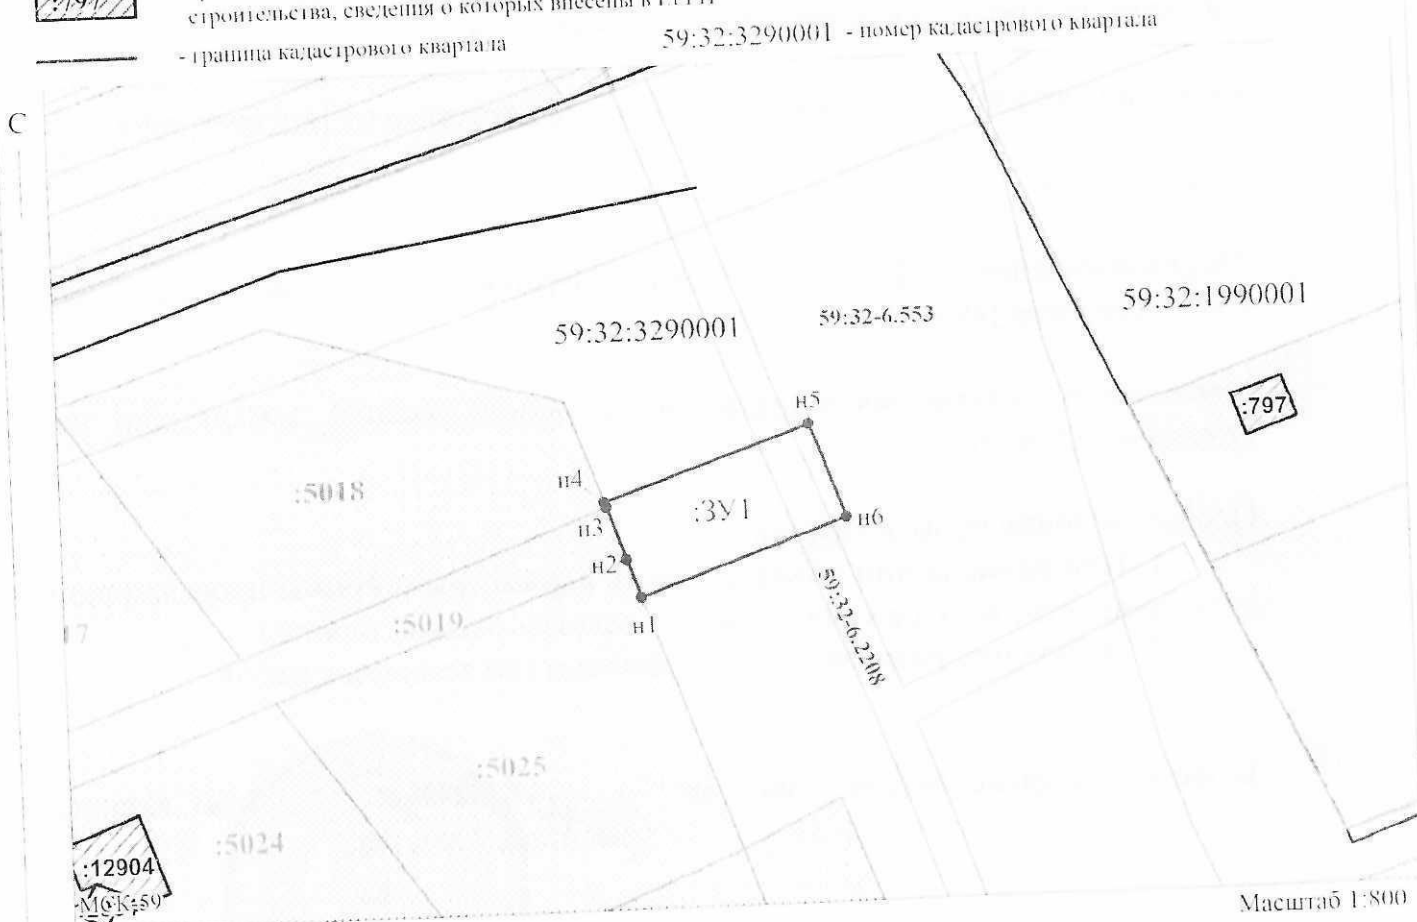 :797
строительства, сведения о которых внесены в
- граница кадастрового квартала
59:32:3290001 - номер кадастрового квартала
С
59:32:3290001
59:32-6.553
59:32:1990001
:797
н5
н4
:5018
:ЗУ1
н3
н6
н2
59:32-6.2208
17
:5019
н1
:5025
:5024
:12904
МСК-59
Масштаб 1:800